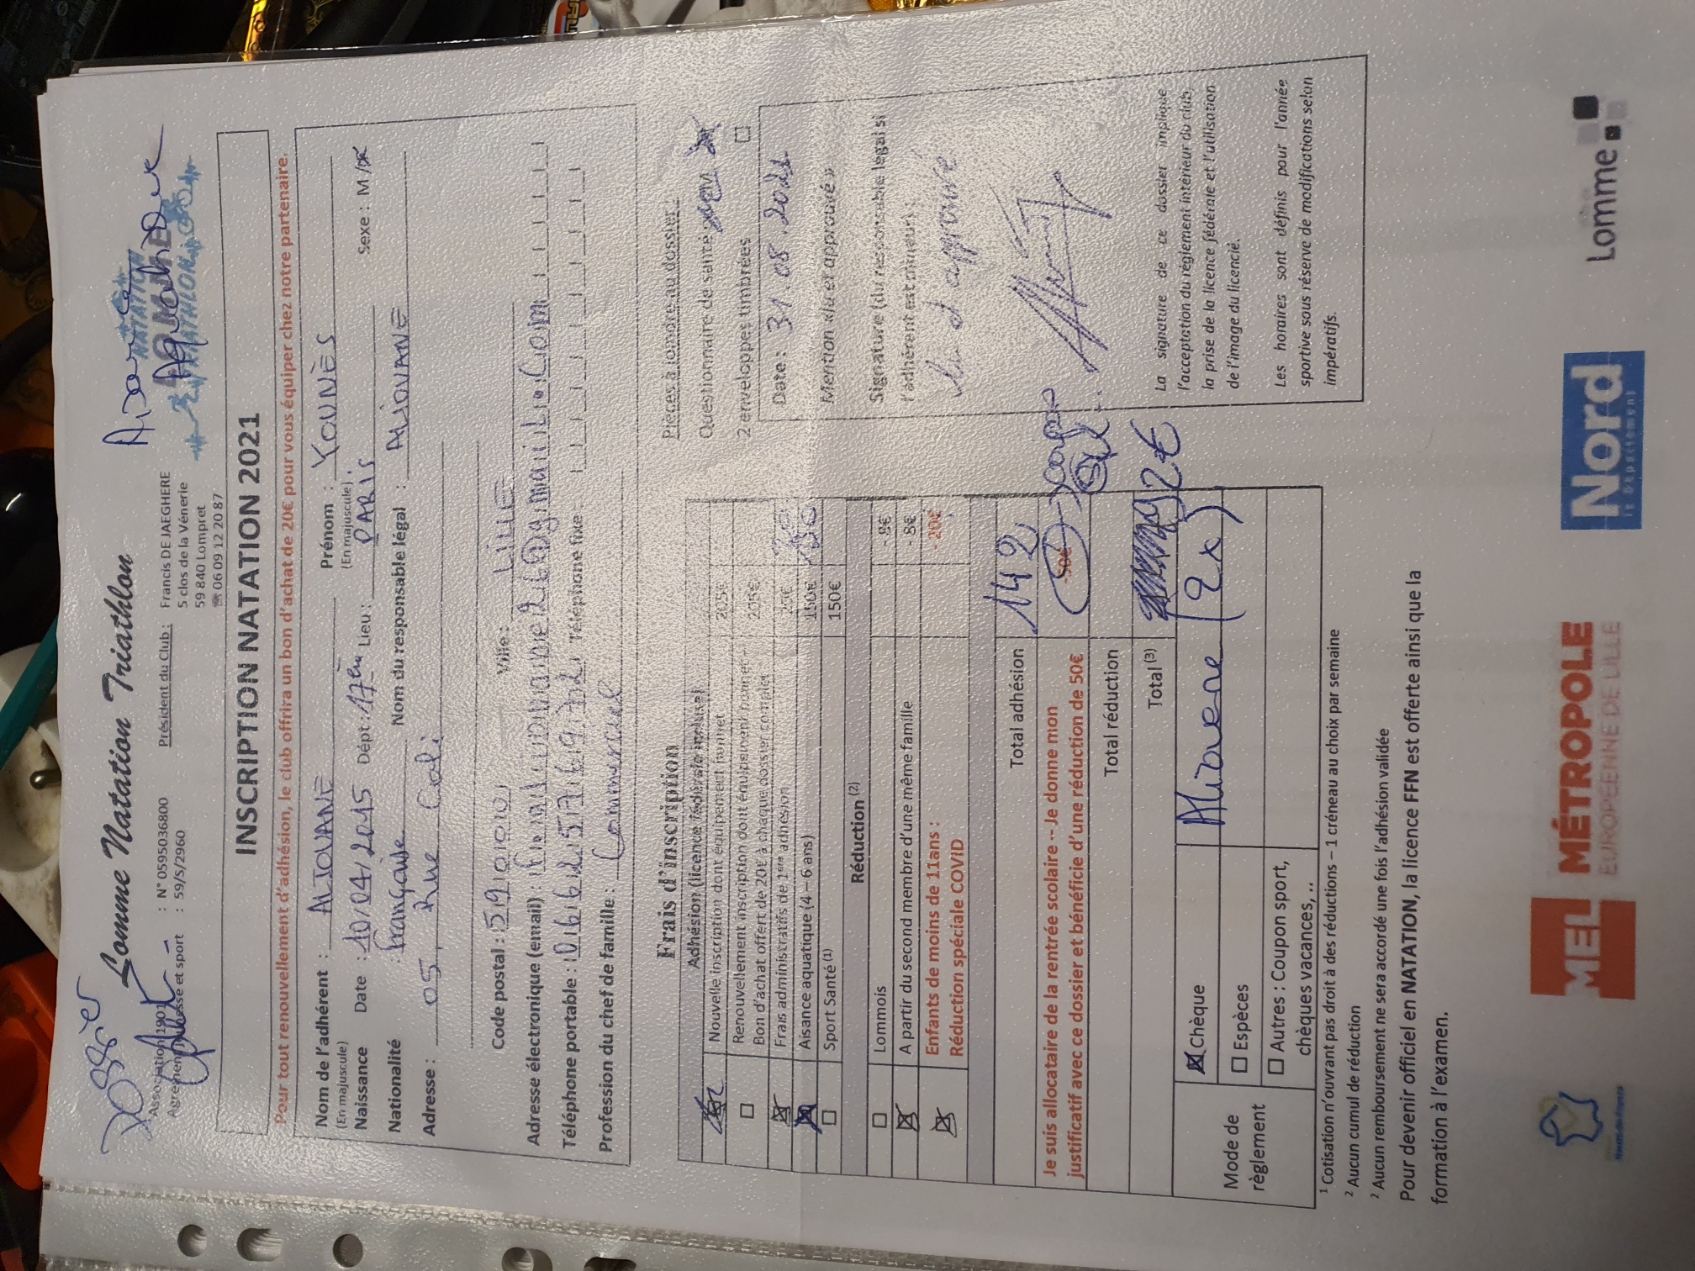 Dossier
Lomme Natation Triathlon
Association 1901 : N° 0595036800
Agrément jeunesse et sport : 59/S/2960
Président du Club : Francis DEJAEGHERE
5 clos de la Vénerie
59 840 Lompret
☎ 06 09 12 20 87
NATATION
LOMME
TRIATHLON
INSCRIPTION NATATION 2021
Pour tout renouvellement d'adhésion, le club offrira un bon d'achat de 20€ pour vous équiper chez notre partenaire.
Nom de l'adhérent : ALIOVANE Prénom : YOUNÈS
(En majuscule) (En majuscule)
Naissance Date : 10/04/2015 Dépt : 17èm Lieu : PARIS Sexe : M/F
Nationalité : française Nom du responsable légal : ALIOVANE
Adresse : 05, Rue
Code postal : 59000 Ville : LILLE
Adresse électronique (email) :
Téléphone portable : Téléphone fixe :
Profession du chef de famille : Commercial
Frais d'inscription
Adhésion (licence fédérale incluse)
Nouvelle inscription dont équipement familiet 205€
☐ Renouvellement inscription dont équipement 205€
Bon d'achat offert de 20€ à chaque dossier complet
☒ Frais administratifs de 1ère adhésion 25€
☒ Aisance aquatique (4 – 6 ans) 150€
☐ Sport Santé (1) 150€
Réduction (2)
☐ Lommois - 8€
☒ A partir du second membre d'une même famille - 8€
☒ Enfants de moins de 11ans :
Réduction spéciale COVID - 20€
Total adhésion 142
Je suis allocataire de la rentrée scolaire – Je donne mon
justificatif avec ce dossier et bénéficie d'une réduction de 50€ -50€
Total réduction
Total (3) 92€
Mode de règlement
☒ Chèque (2x)
☐ Espèces
☐ Autres : Coupon sport,
chèques vacances, ..
Pièces à joindre au dossier :
Questionnaire de santé
2 enveloppes timbrées ☐
Date : 31.08.
Mention « lu et approuvé »
Signature (du responsable légal si
l'adhérent est mineur) :
Lu et approuvé
La signature de ce dossier implique
l'acceptation du règlement intérieur du club,
la prise de la licence fédérale et l'utilisation
de l'image du licencié.
Les horaires sont définis pour l'année
sportive sous réserve de modifications selon
impératifs.
1 Cotisation n'ouvrant pas droit à des réductions – 1 créneau au choix par semaine
2 Aucun cumul de réduction
2 Aucun remboursement ne sera accordé une fois l'adhésion validée
Pour devenir officiel en NATATION, la licence FFN est offerte ainsi que la
formation à l'examen.
Hauts-de-France
MEL MÉTROPOLE
EUROPÉENNE DE LILLE
Nord
le Département
Lomme